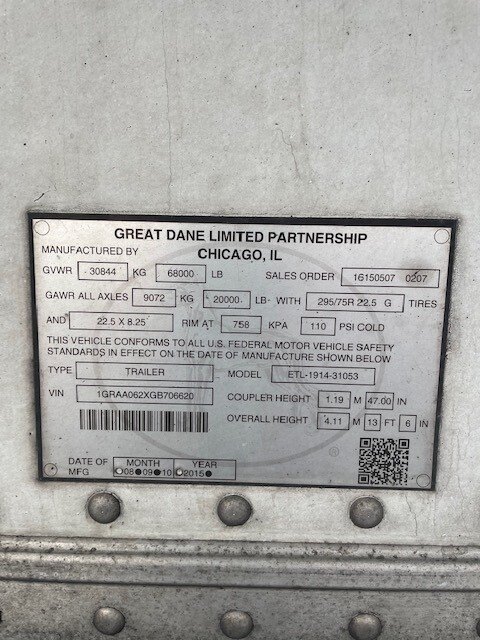 GREAT DANE LIMITED PARTNERSHIP
MANUFACTURED BY CHICAGO, IL
GVWR 30844 KG 68000 LB SALES ORDER 16150507 0207
GAWR ALL AXLES 9072 KG 20000 LB WITH 295/75R 22.5 G TIRES
AND 22.5 X 8.25 RIM AT 758 KPA 110 PSI COLD
THIS VEHICLE CONFORMS TO ALL U.S. FEDERAL MOTOR VEHICLE SAFETY
STANDARDS IN EFFECT ON THE DATE OF MANUFACTURE SHOWN BELOW
TYPE TRAILER MODEL ETL-1914-31053
VIN 1GRAA062XGB706620 COUPLER HEIGHT 1.19 M 47.00 IN
OVERALL HEIGHT 4.11 M 13 FT 6 IN
DATE OF MFG MONTH YEAR
08 09 10 2015